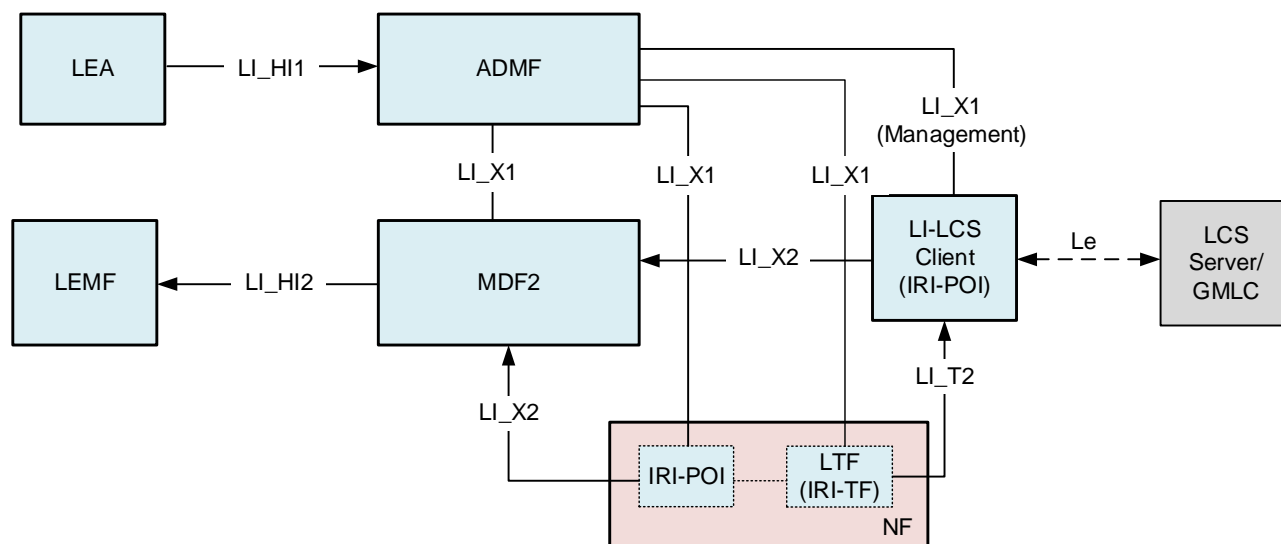 LEA
LI_HI1
ADMF
LI_X1
(Management)
LI_X1
LI_X1
LI_X1
LEMF
LI_HI2
MDF2
LI_X2
LI-LCS
Client
(IRI-POI)
Le
LCS
Server/
GMLC
LI_X2
LI_T2
IRI-POI
LTF
(IRI-TF)
NF